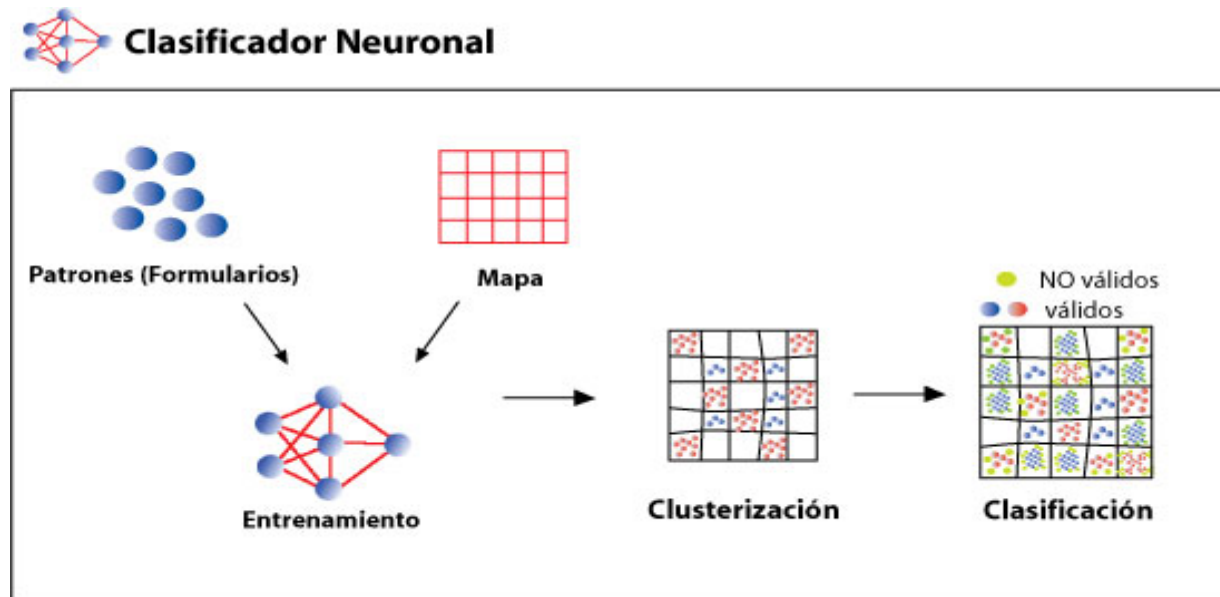 Clasificador Neuronal
Patrones (Formularios)
Mapa
NO válidos
válidos
Entrenamiento
Clusterización
Clasificación